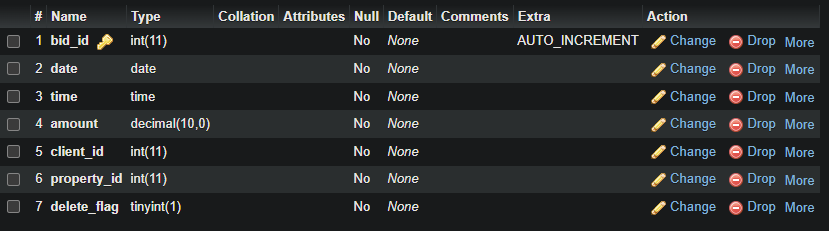 # Name Type Collation Attributes Null Default Comments Extra Action
1 bid_id int(11) No None AUTO_INCREMENT Change Drop More
2 date date No None Change Drop More
3 time time No None Change Drop More
4 amount decimal(10,0) No None Change Drop More
5 client_id int(11) No None Change Drop More
6 property_id int(11) No None Change Drop More
7 delete_flag tinyint(1) No None Change Drop More